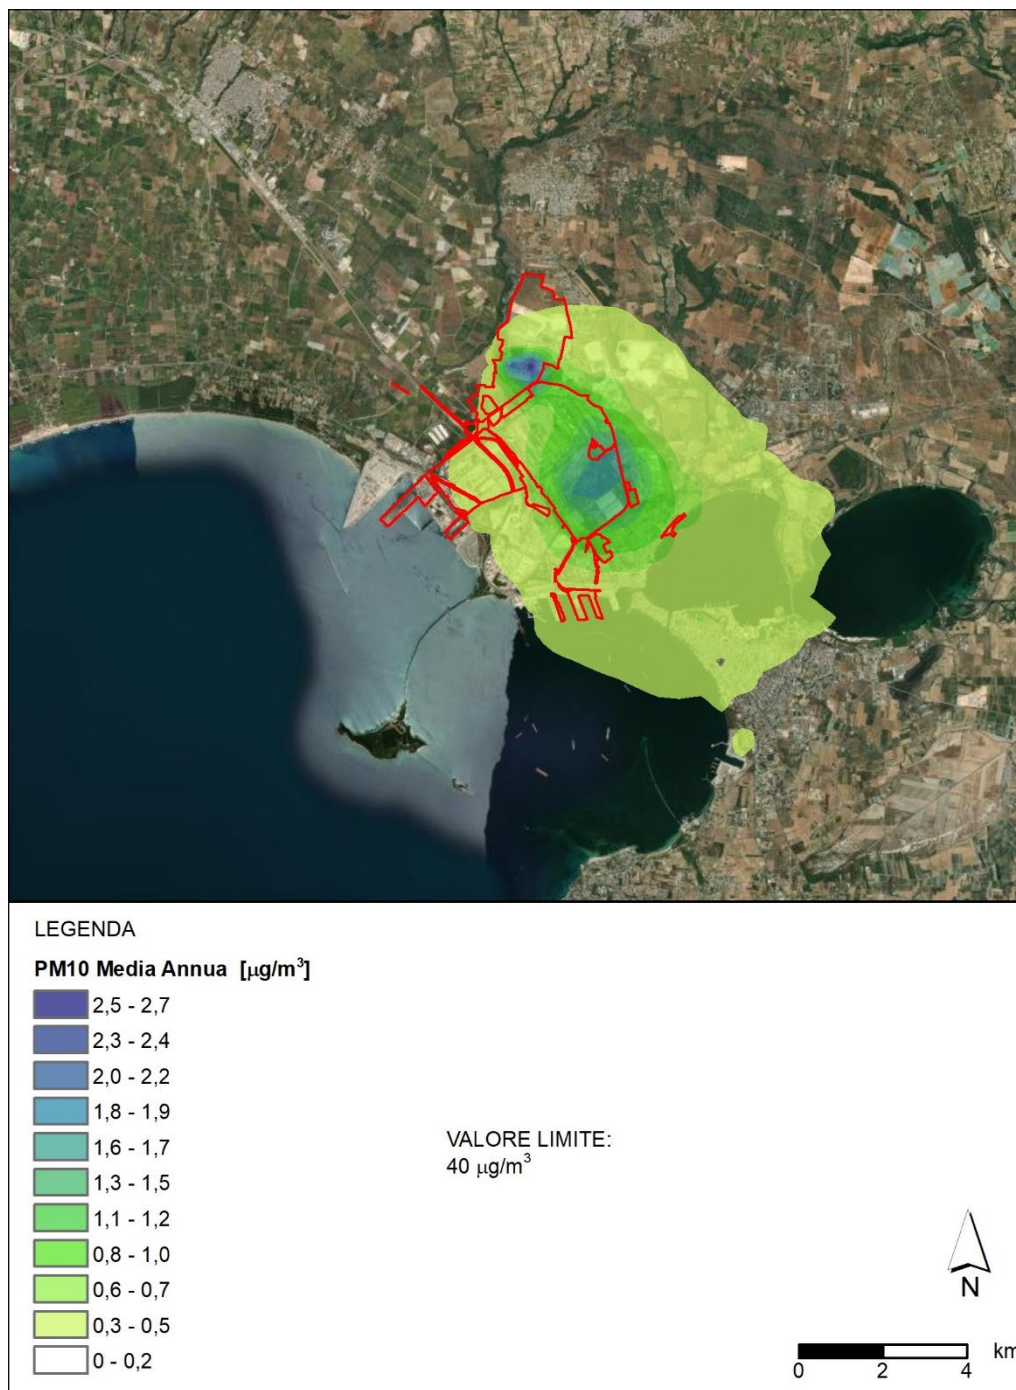 LEGENDA
PM10 Media Annua [µg/m³]
2,5 - 2,7
2,3 - 2,4
2,0 - 2,2
1,8 - 1,9
1,6 - 1,7
1,3 - 1,5
1,1 - 1,2
0,8 - 1,0
0,6 - 0,7
0,3 - 0,5
0 - 0,2
VALORE LIMITE:
40 µg/m³
N
km
0 2 4